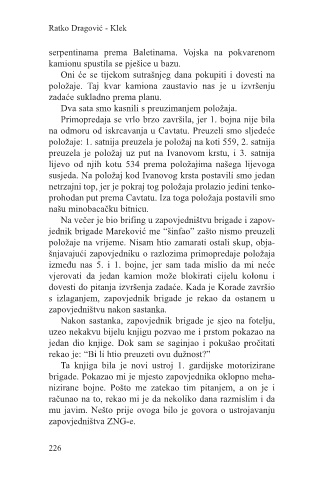 Ratko Dragović - Klek
serpentinama prema Baletinama. Vojska na pokvarenom
kamionu spustila se pješice u bazu.
Oni će se tijekom sutrašnjeg dana pokupiti i dovesti na
položaje. Taj kvar kamiona zaustavio nas je u izvršenju
zadaće sukladno prema planu.
Dva sata smo kasnili s preuzimanjem položaja.
Primopredaja se vrlo brzo završila, jer 1. bojna nije bila
na odmoru od iskrcavanja u Cavtatu. Preuzeli smo sljedeće
položaje: 1. satnija preuzela je položaj na koti 559, 2. satnija
preuzela je položaj uz put na Ivanovom krstu, i 3. satnija
lijevo od njih kotu 534 prema položajima našega lijevoga
susjeda. Na položaj kod Ivanovog krsta postavili smo jedan
netrzajni top, jer je pokraj tog položaja prolazio jedini tenko-
prohodan put prema Cavtatu. Iza toga položaja postavili smo
našu minobacačku bitnicu.
Na večer je bio brifing u zapovjedništvu brigade i zapov-
jednik brigade Mareković me “šinfao” zašto nismo preuzeli
položaje na vrijeme. Nisam htio zamarati ostali skup, obja-
šnjavajući zapovjedniku o razlozima primopredaje položaja
između nas 5. i 1. bojne, jer sam tada mislio da mi neće
vjerovati da jedan kamion može blokirati cijelu kolonu i
dovesti do pitanja izvršenja zadaće. Kada je Korade završio
s izlaganjem, zapovjednik brigade je rekao da ostanem u
zapovjedništvu nakon sastanka.
Nakon sastanka, zapovjednik brigade je sjeo na fotelju,
uzeo nekakvu bijelu knjigu pozvao me i prstom pokazao na
jedan dio knjige. Dok sam se saginjao i pokušao pročitati
rekao je: “Bi li htio preuzeti ovu dužnost?”
Ta knjiga bila je novi ustroj 1. gardijske motorizirane
brigade. Pokazao mi je mjesto zapovjednika oklopno meha-
nizirane bojne. Pošto me zatekao tim pitanjem, a on je i
računao na to, rekao mi je da nekoliko dana razmislim i da
mu javim. Nešto prije ovoga bilo je govora o ustrojavanju
zapovjedništva ZNG-e.
226